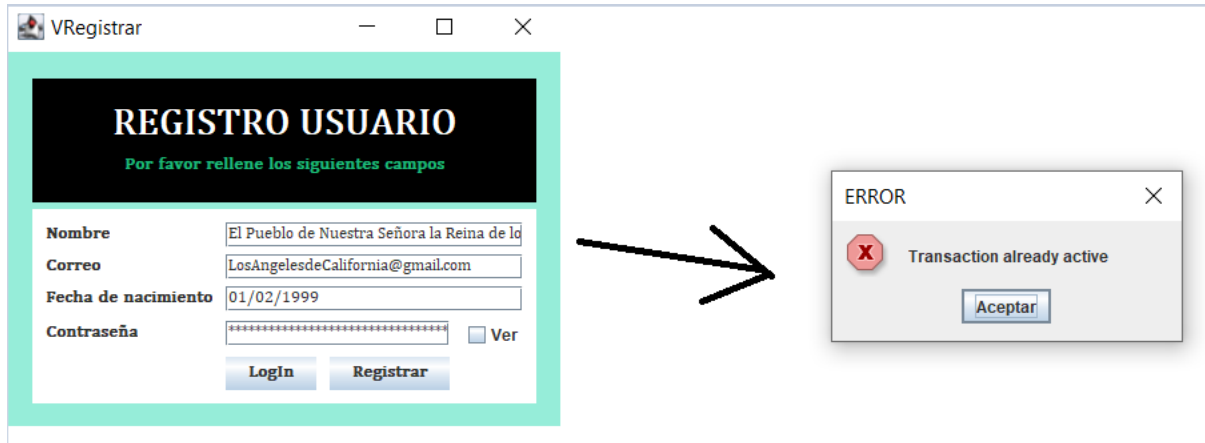 VRegistrar
REGISTRO USUARIO
Por favor rellene los siguientes campos
Nombre El Pueblo de Nuestra Señora la Reina de lo
Correo LosAngelesdeCalifornia@gmail.com
Fecha de nacimiento 01/02/1999
Contraseña *********************************
Ver
LogIn Registrar
ERROR
Transaction already active
Aceptar